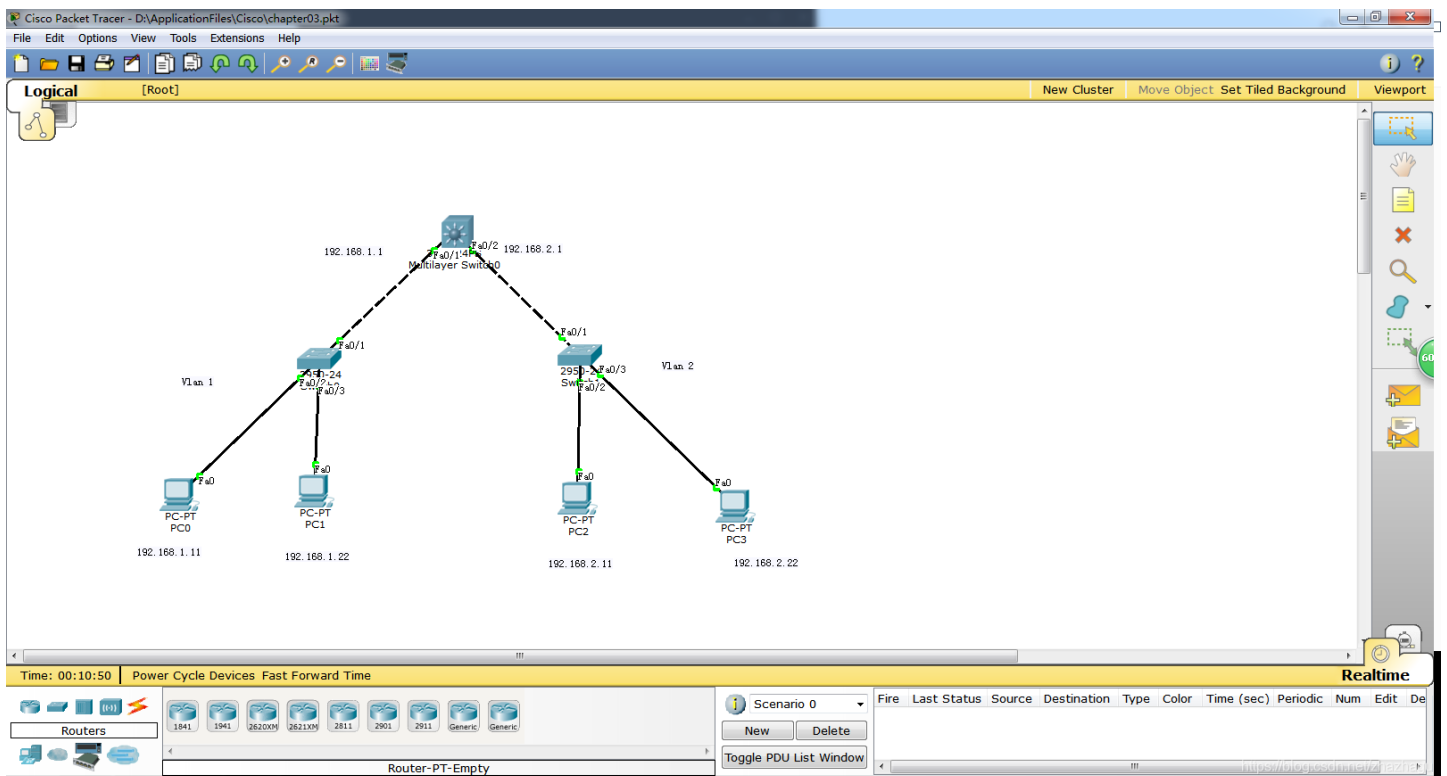 Cisco Packet Tracer - D:\ApplicationFiles\Cisco\chapter03.pkt
File Edit Options View Tools Extensions Help
Logical [Root] New Cluster Move Object Set Tiled Background Viewport
192.168.1.1
Fa0/1
Fa0/2
192.168.2.1
Multilayer Switch0
Fa0/1
Fa0/1
2950-24
Fa0/2
Fa0/3
Vlan 1
Fa0/3
Fa0/2
Vlan 2
Fa0
Fa0
Fa0
Fa0
PC-PT
PC0
PC-PT
PC1
PC-PT
PC2
PC-PT
PC3
192.168.1.11
192.168.1.22
192.168.2.11
192.168.2.22
60
Time: 00:10:50 Power Cycle Devices Fast Forward Time
Realtime
Routers
1841 1941 2620XM 2621XM 2811 2901 2911 Generic Generic
Router-PT-Empty
Scenario 0
New Delete
Toggle PDU List Window
Fire Last Status Source Destination Type Color Time (sec) Periodic Num Edit De